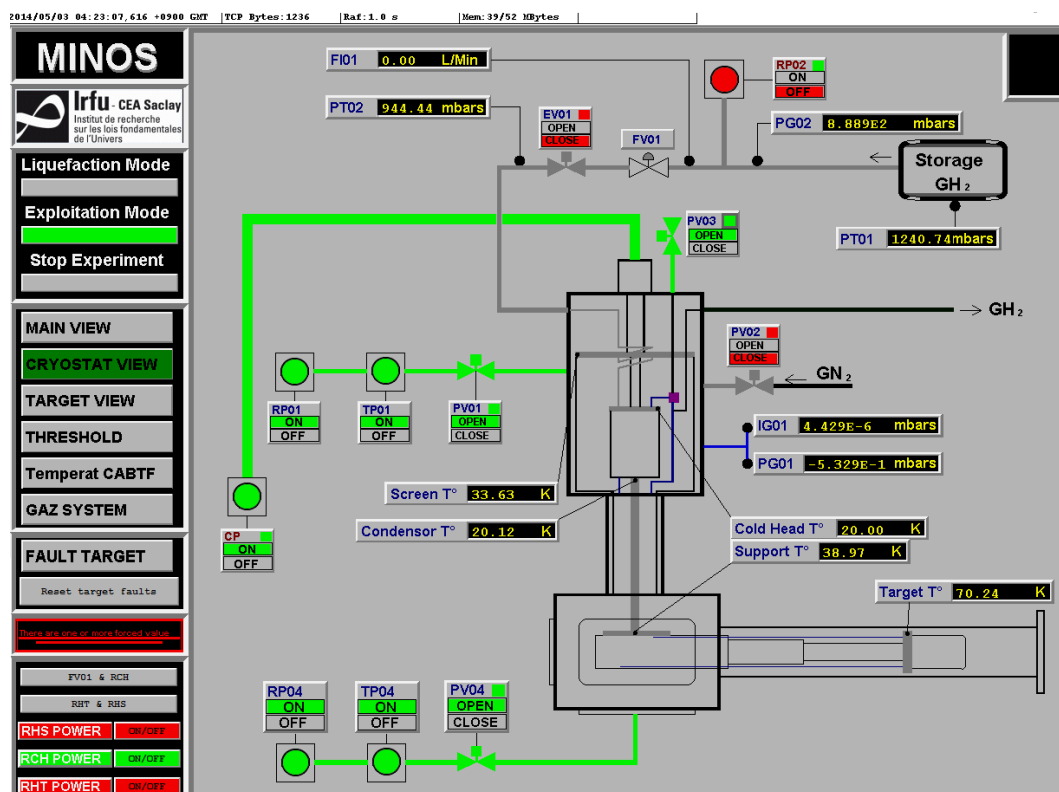 2014/05/03 04:23:07,616 +0900 GMT |TCP Bytes:1236 |Raf:1.0 s |Mem:39/52 MBytes
MINOS
Irfu - CEA Saclay
Institut de recherche
sur les lois fondamentales
de l'Univers
Liquefaction Mode
Exploitation Mode
Stop Experiment
MAIN VIEW
CRYOSTAT VIEW
TARGET VIEW
THRESHOLD
Temperat CABTF
GAZ SYSTEM
FAULT TARGET
Reset target faults
There are one or more forced value
FV01 & RCH
RHT & RHS
RHS POWER ON/OFF
RCH POWER ON/OFF
RHT POWER ON/OFF
FI01 0.00 L/Min
PT02 944.44 mbars
EV01
OPEN
CLOSE
FV01
RP02
ON
OFF
PG02 8.889E2 mbars
Storage
GH2
PT01 1240.74mbars
PV03
OPEN
CLOSE
GH2
PV02
OPEN
CLOSE
GN2
RP01
ON
OFF
TP01
ON
OFF
PV01
OPEN
CLOSE
IG01 4.429E-6 mbars
PG01 -5.329E-1 mbars
Screen T° 33.63 K
Condensor T° 20.12 K
CP
ON
OFF
Cold Head T° 20.00 K
Support T° 38.97 K
Target T° 70.24 K
RP04
ON
OFF
TP04
ON
OFF
PV04
OPEN
CLOSE